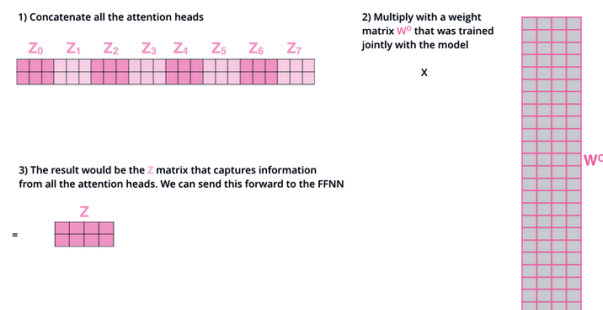 1) Concatenate all the attention heads
Z0 Z1 Z2 Z3 Z4 Z5 Z6 Z7
2) Multiply with a weight
matrix W^O that was trained
jointly with the model
X
W^O
3) The result would be the Z matrix that captures information
from all the attention heads. We can send this forward to the FFNN
Z
=